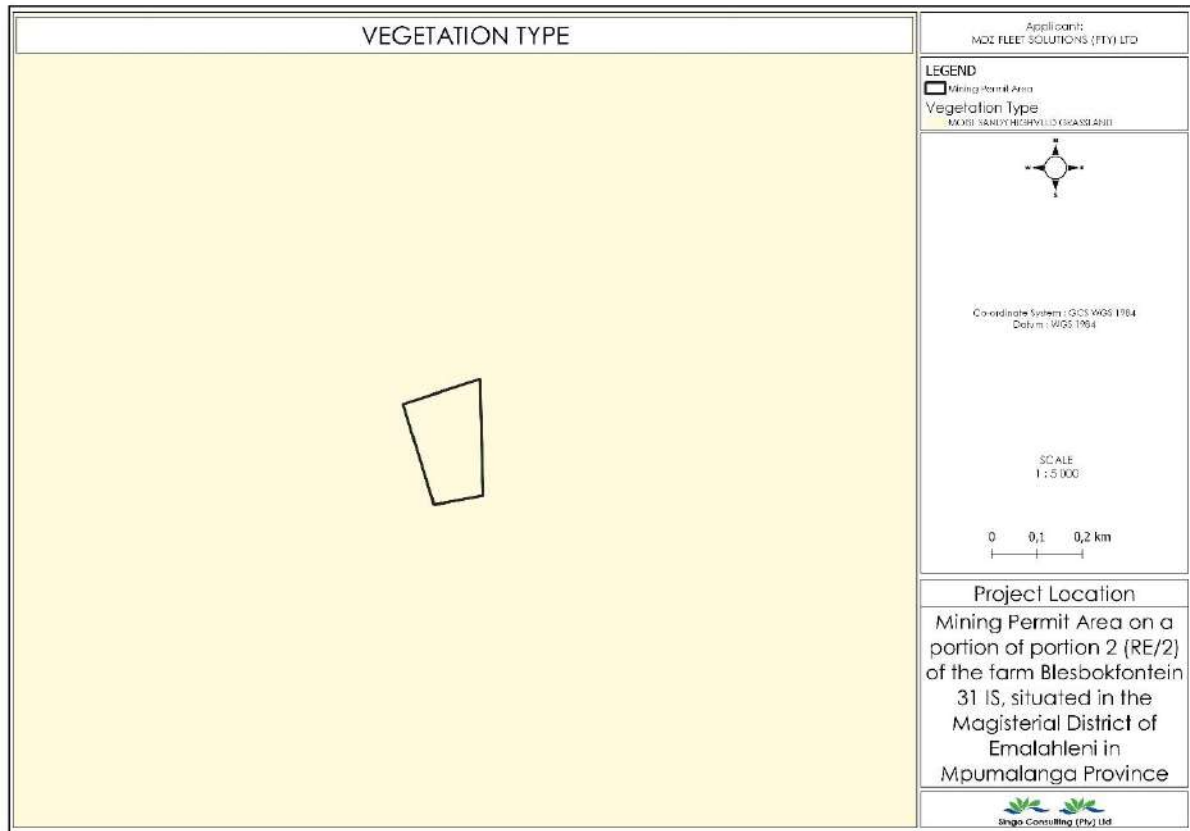 VEGETATION TYPE
Applicant:
MDZ FLEET SOLUTIONS (PTY) LTD
LEGEND
Mining Permit Area
Vegetation Type
MOIST SANDY HIGHVELD GRASSLAND
N
W
E
S
Co-ordinate System : GCS WGS 1984
Datum : WGS 1984
SCALE
1 : 5 000
0 0,1 0,2 km
Project Location
Mining Permit Area on a
portion of portion 2 (RE/2)
of the farm Blesbokfontein
31 IS, situated in the
Magisterial District of
Emalahleni in
Mpumalanga Province
Singo Consulting (Pty) Ltd